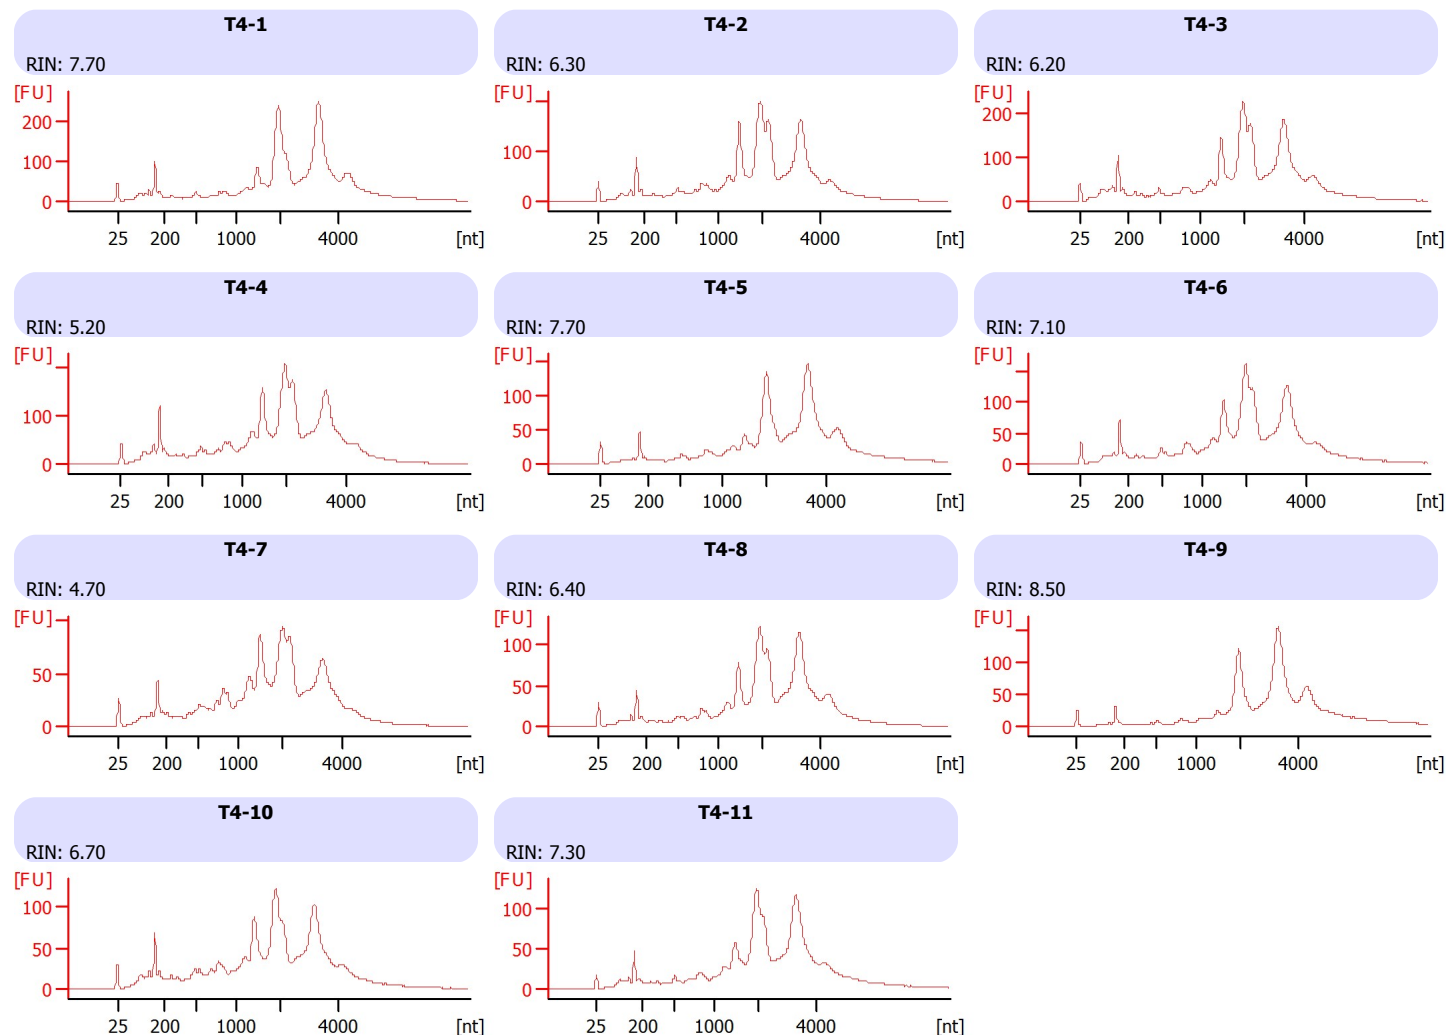 T4-1
RIN: 7.70
[FU]
200
100
0
25 200 1000 4000 [nt]
T4-2
RIN: 6.30
[FU]
100
0
25 200 1000 4000 [nt]
T4-3
RIN: 6.20
[FU]
200
100
0
25 200 1000 4000 [nt]
T4-4
RIN: 5.20
[FU]
100
0
25 200 1000 4000 [nt]
T4-5
RIN: 7.70
[FU]
100
50
0
25 200 1000 4000 [nt]
T4-6
RIN: 7.10
[FU]
100
50
0
25 200 1000 4000 [nt]
T4-7
RIN: 4.70
[FU]
50
0
25 200 1000 4000 [nt]
T4-8
RIN: 6.40
[FU]
100
50
0
25 200 1000 4000 [nt]
T4-9
RIN: 8.50
[FU]
100
50
0
25 200 1000 4000 [nt]
T4-10
RIN: 6.70
[FU]
100
50
0
25 200 1000 4000 [nt]
T4-11
RIN: 7.30
[FU]
100
50
0
25 200 1000 4000 [nt]